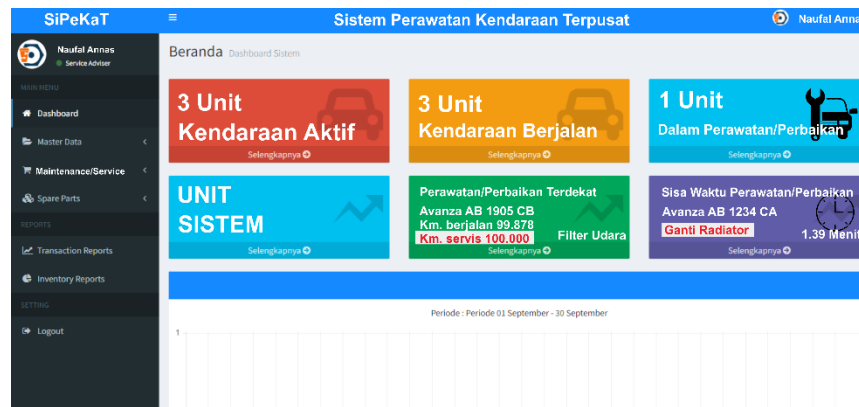 SiPeKaT
Sistem Perawatan Kendaraan Terpusat
Naufal Anna
Naufal Annas
Service Adviser
MAIN MENU
Dashboard
Master Data
Maintenance/Service
Spare Parts
REPORTS
Transaction Reports
Inventory Reports
SETTING
Logout
Beranda Dashboard Sistem
3 Unit
Kendaraan Aktif
Selengkapnya
3 Unit
Kendaraan Berjalan
Selengkapnya
1 Unit
Dalam Perawatan/Perbaikan
Selengkapnya
UNIT
SISTEM
Selengkapnya
Perawatan/Perbaikan Terdekat
Avanza AB 1905 CB
Km. berjalan 99.878
Km. servis 100.000
Filter Udara
Selengkapnya
Sisa Waktu Perawatan/Perbaikan
Avanza AB 1234 CA
Ganti Radiator
1.39 Menit
Selengkapnya
Periode : Periode 01 September - 30 September
1